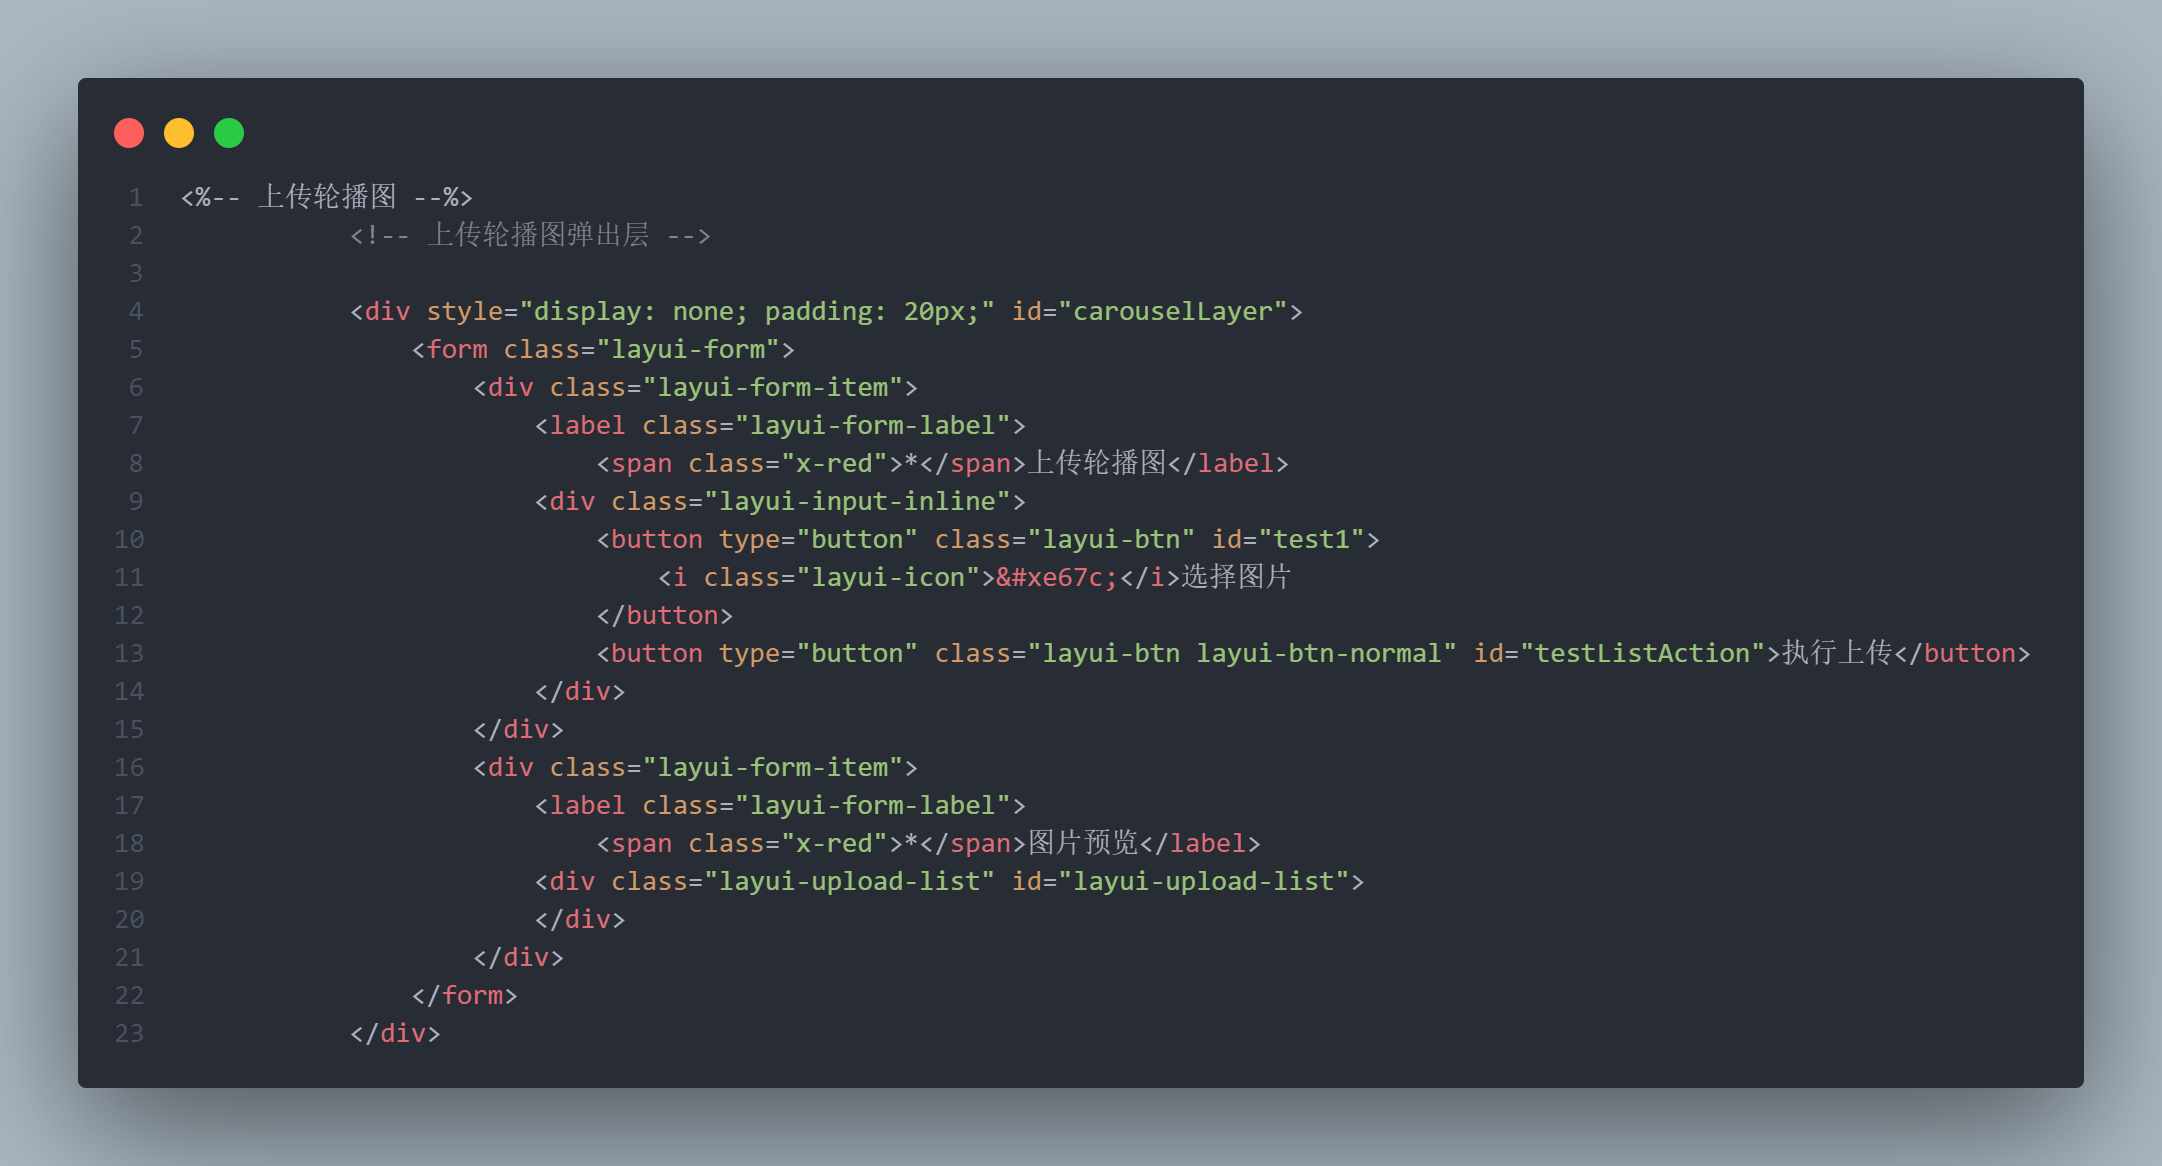 1 <%-- 上传轮播图 --%>
2             <!-- 上传轮播图弹出层 -->
3
4             <div style="display: none; padding: 20px;" id="carouselLayer">
5                 <form class="layui-form">
6                     <div class="layui-form-item">
7                         <label class="layui-form-label">
8                             <span class="x-red">*</span>上传轮播图</label>
9                         <div class="layui-input-inline">
10                             <button type="button" class="layui-btn" id="test1">
11                                 <i class="layui-icon">&#xe67c;</i>选择图片
12                             </button>
13                             <button type="button" class="layui-btn layui-btn-normal" id="testListAction">执行上传</button>
14                         </div>
15                     </div>
16                     <div class="layui-form-item">
17                         <label class="layui-form-label">
18                             <span class="x-red">*</span>图片预览</label>
19                         <div class="layui-upload-list" id="layui-upload-list">
20                         </div>
21                     </div>
22                 </form>
23             </div>